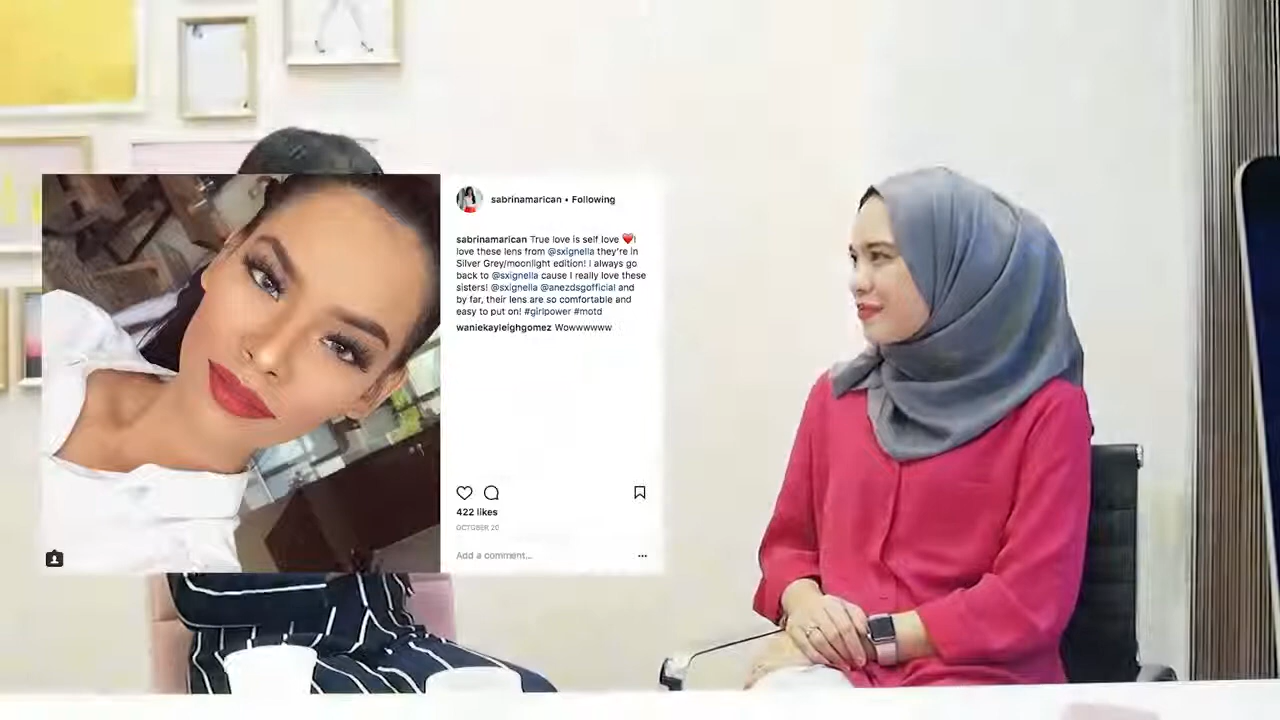 sabrinamarican • Following
sabrinamarican True love is self love ❤️I
love these lens from @sxignella they're in
Silver Grey/moonlight edition! I always go
back to @sxignella cause I really love these
sisters! @sxignella @anezdsgofficial and
by far, their lens are so comfortable and
easy to put on! #girlpower #motd
waniekayleighgomez Wowwwwww
422 likes
OCTOBER 20
Add a comment...